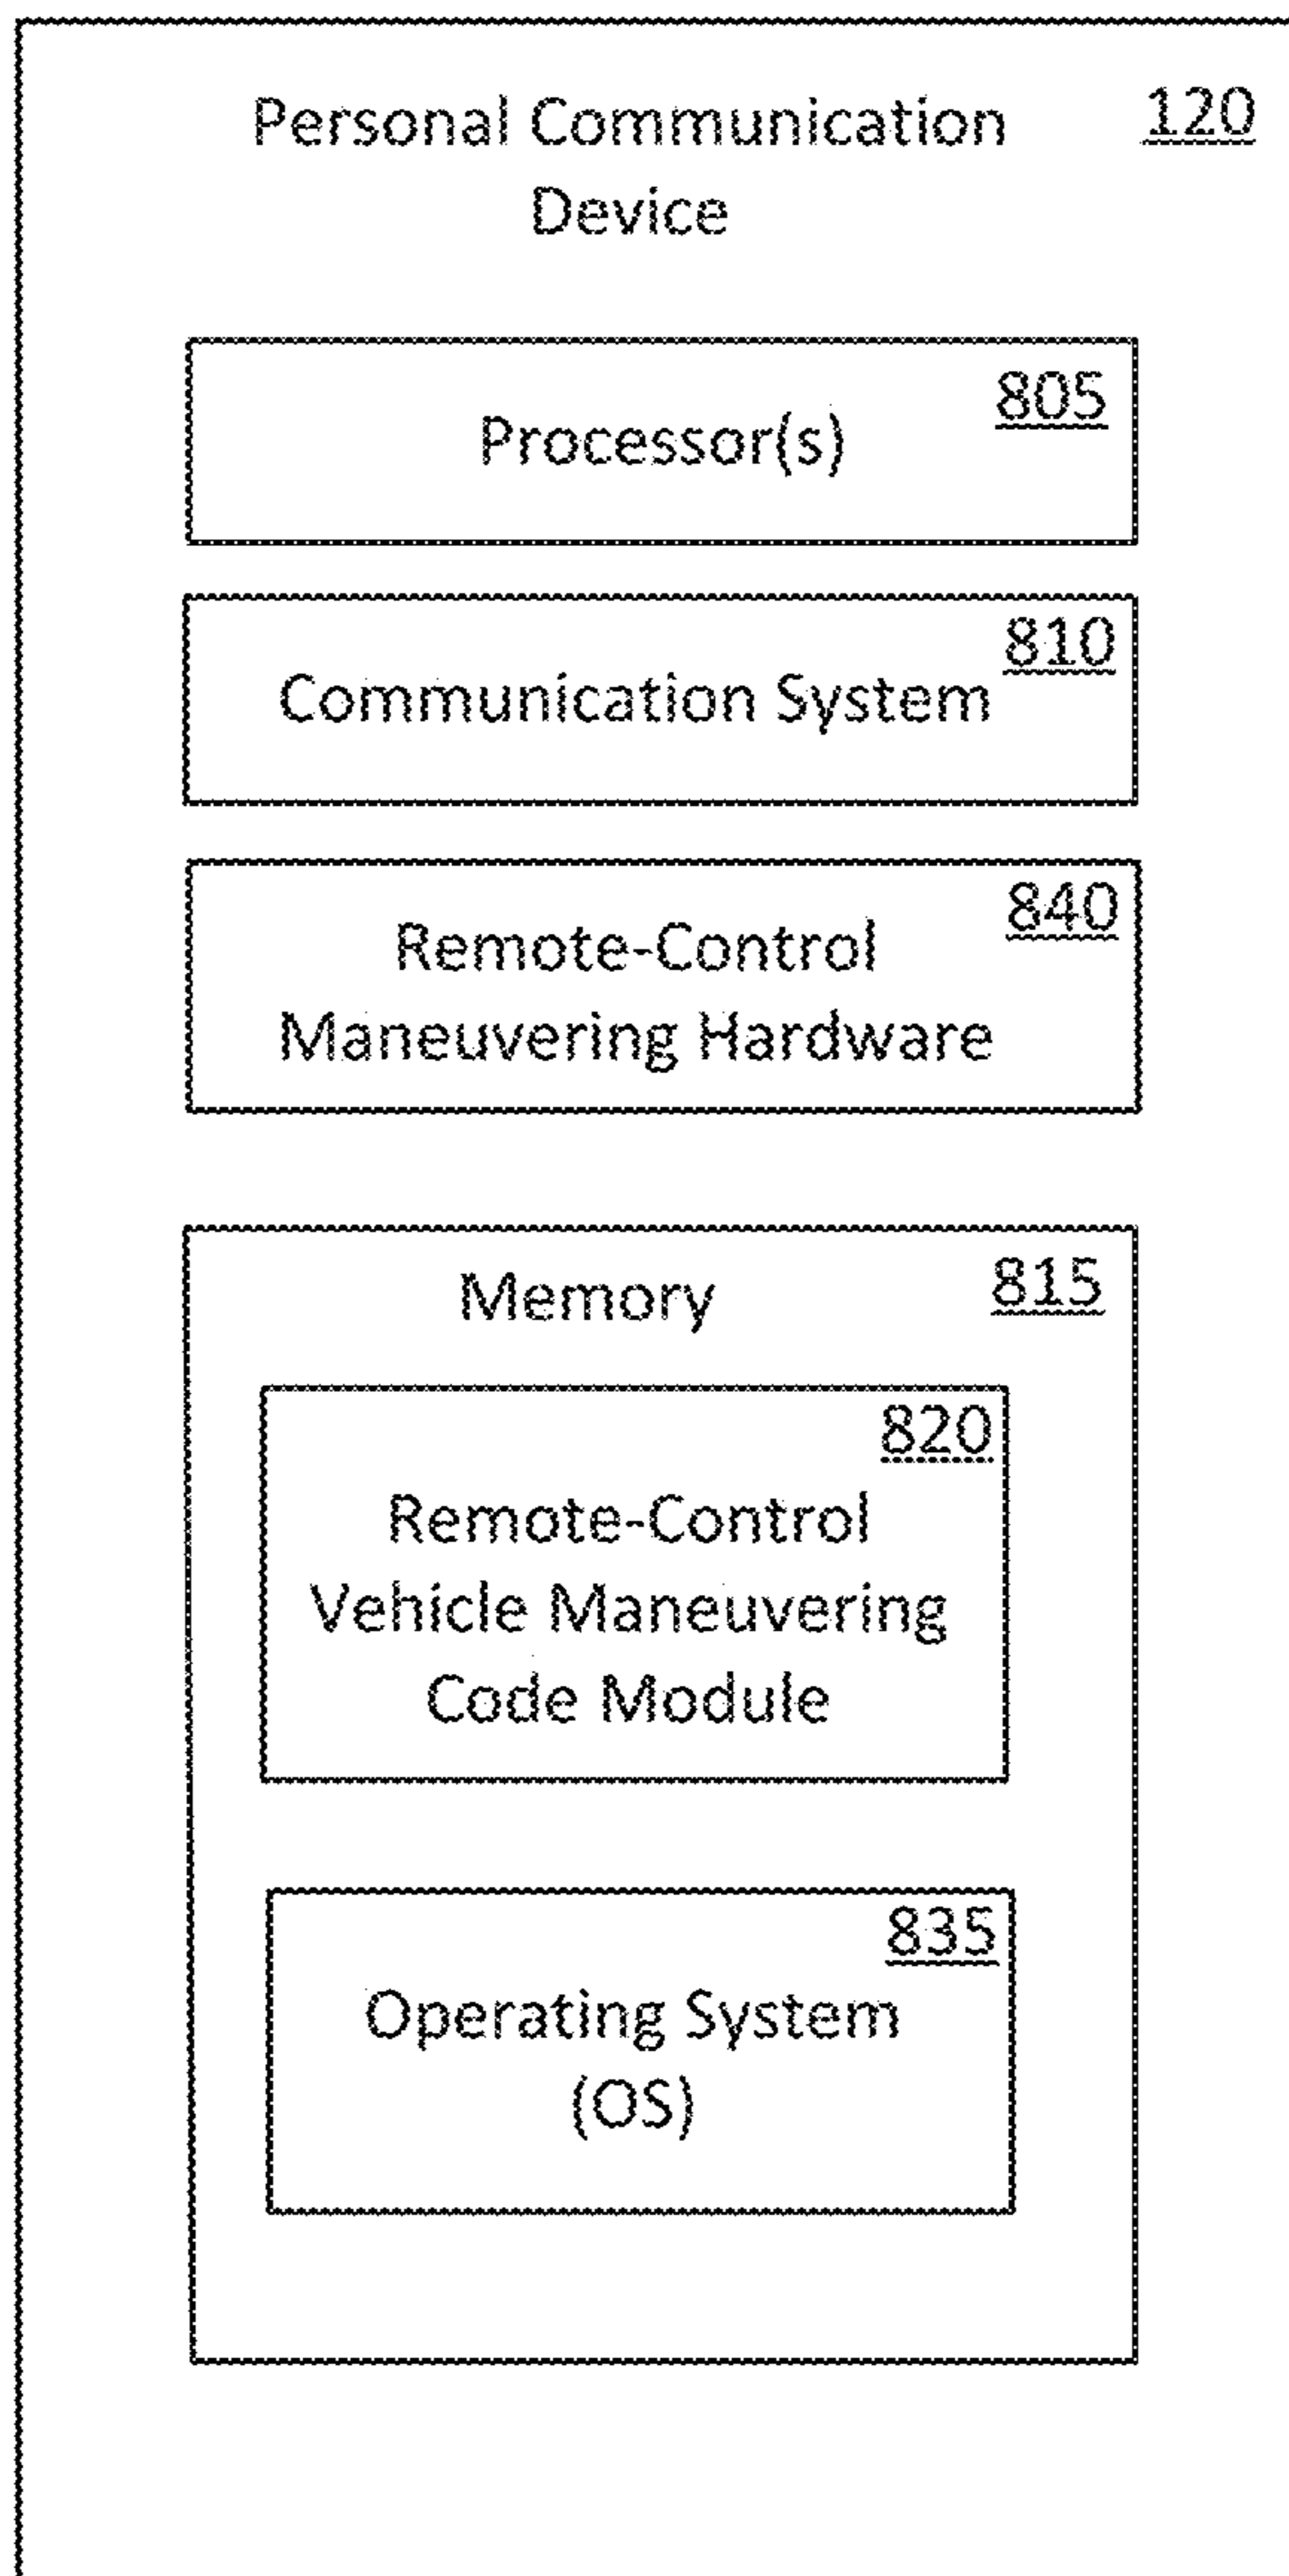 Personal Communication 120
Device
805
Processor(s)
810
Communication System
840
Remote-Control
Maneuvering Hardware
Memory 815
820
Remote-Control
Vehicle Maneuvering
Code Module
835
Operating System
(OS)